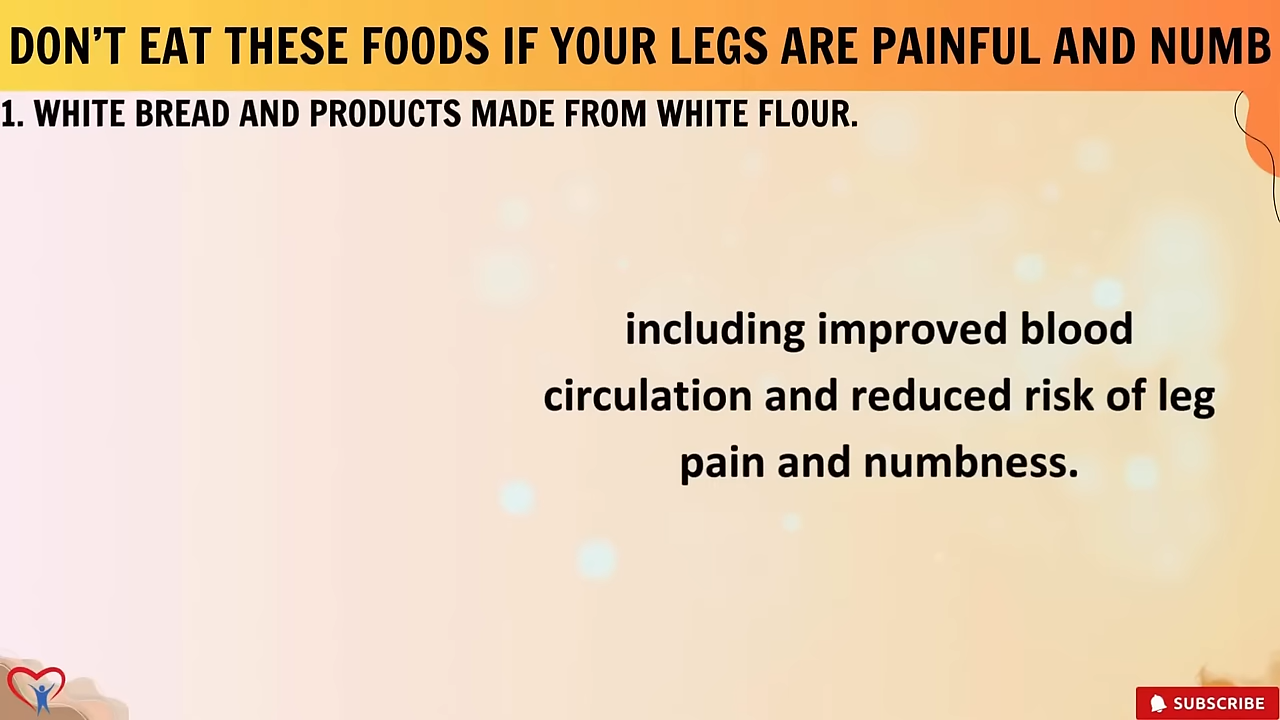 DON’T EAT THESE FOODS IF YOUR LEGS ARE PAINFUL AND NUMB
1. WHITE BREAD AND PRODUCTS MADE FROM WHITE FLOUR.
including improved blood
circulation and reduced risk of leg
pain and numbness.
SUBSCRIBE